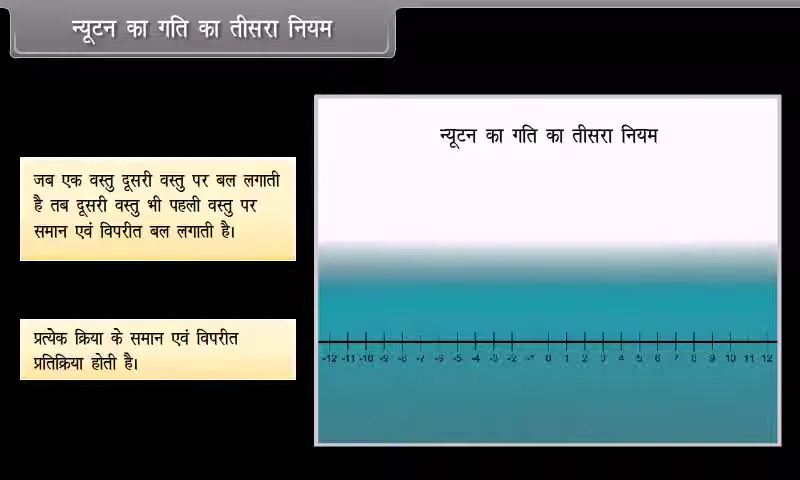 न्यूटन का गति का तीसरा नियम
जब एक वस्तु दूसरी वस्तु पर बल लगाती
है तब दूसरी वस्तु भी पहली वस्तु पर
समान एवं विपरीत बल लगाती है।
प्रत्येक क्रिया के समान एवं विपरीत
प्रतिक्रिया होती है।
न्यूटन का गति का तीसरा नियम
-12 -11 -10 -9 -8 -7 -6 -5 -4 -3 -2 -1 0 1 2 3 4 5 6 7 8 9 10 11 12